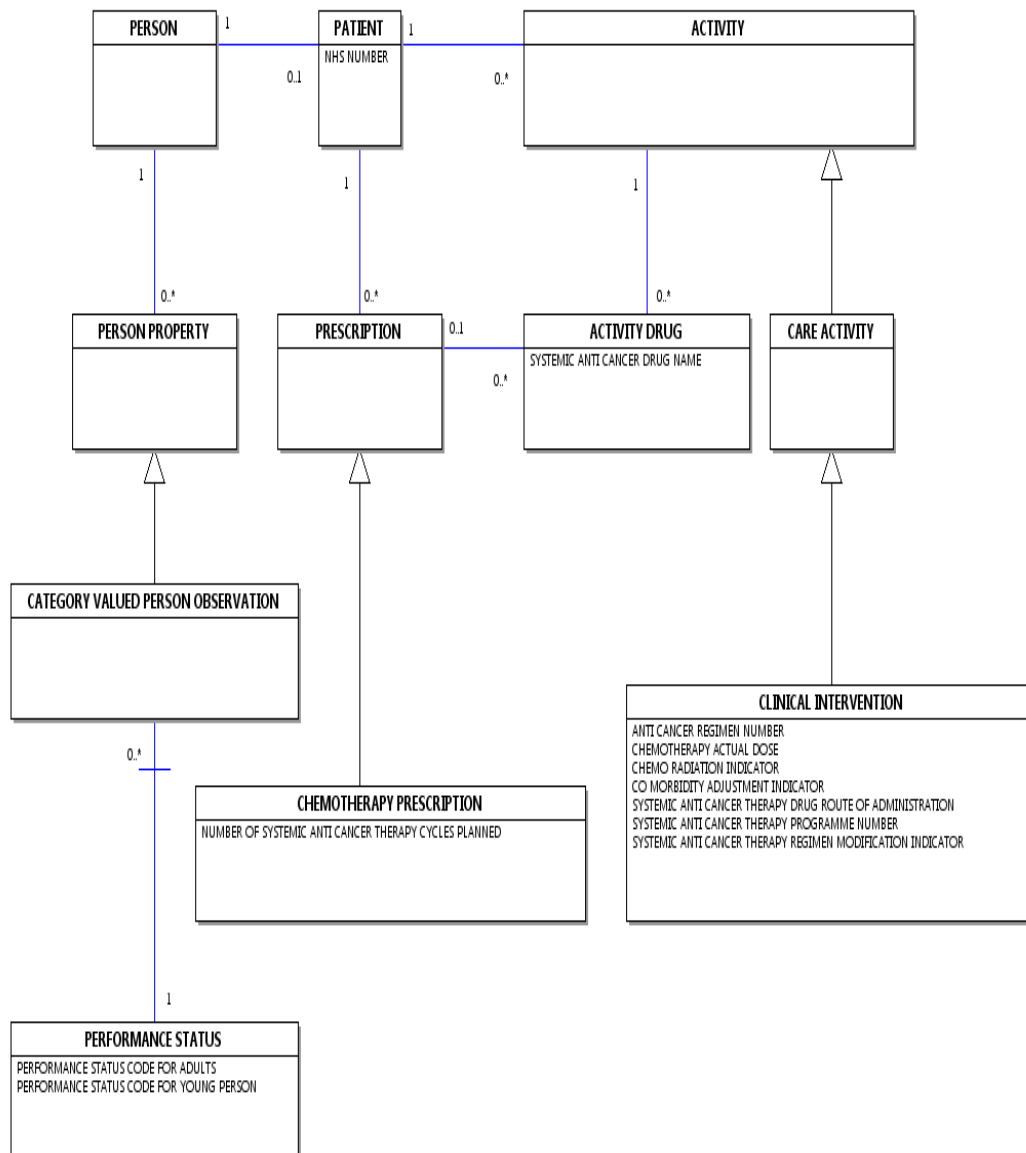 PERSON
1
0..1
PATIENT
NHS NUMBER
1
0..*
ACTIVITY
1
0..*
1
0..*
1
0..*
PERSON PROPERTY
PRESCRIPTION
0..1
0..*
ACTIVITY DRUG
SYSTEMIC ANTI CANCER DRUG NAME
CARE ACTIVITY
CATEGORY VALUED PERSON OBSERVATION
0..*
1
CHEMOTHERAPY PRESCRIPTION
NUMBER OF SYSTEMIC ANTI CANCER THERAPY CYCLES PLANNED
CLINICAL INTERVENTION
ANTI CANCER REGIMEN NUMBER
CHEMOTHERAPY ACTUAL DOSE
CHEMO RADIATION INDICATOR
CO MORBIDITY ADJUSTMENT INDICATOR
SYSTEMIC ANTI CANCER THERAPY DRUG ROUTE OF ADMINISTRATION
SYSTEMIC ANTI CANCER THERAPY PROGRAMME NUMBER
SYSTEMIC ANTI CANCER THERAPY REGIMEN MODIFICATION INDICATOR
PERFORMANCE STATUS
PERFORMANCE STATUS CODE FOR ADULTS
PERFORMANCE STATUS CODE FOR YOUNG PERSON